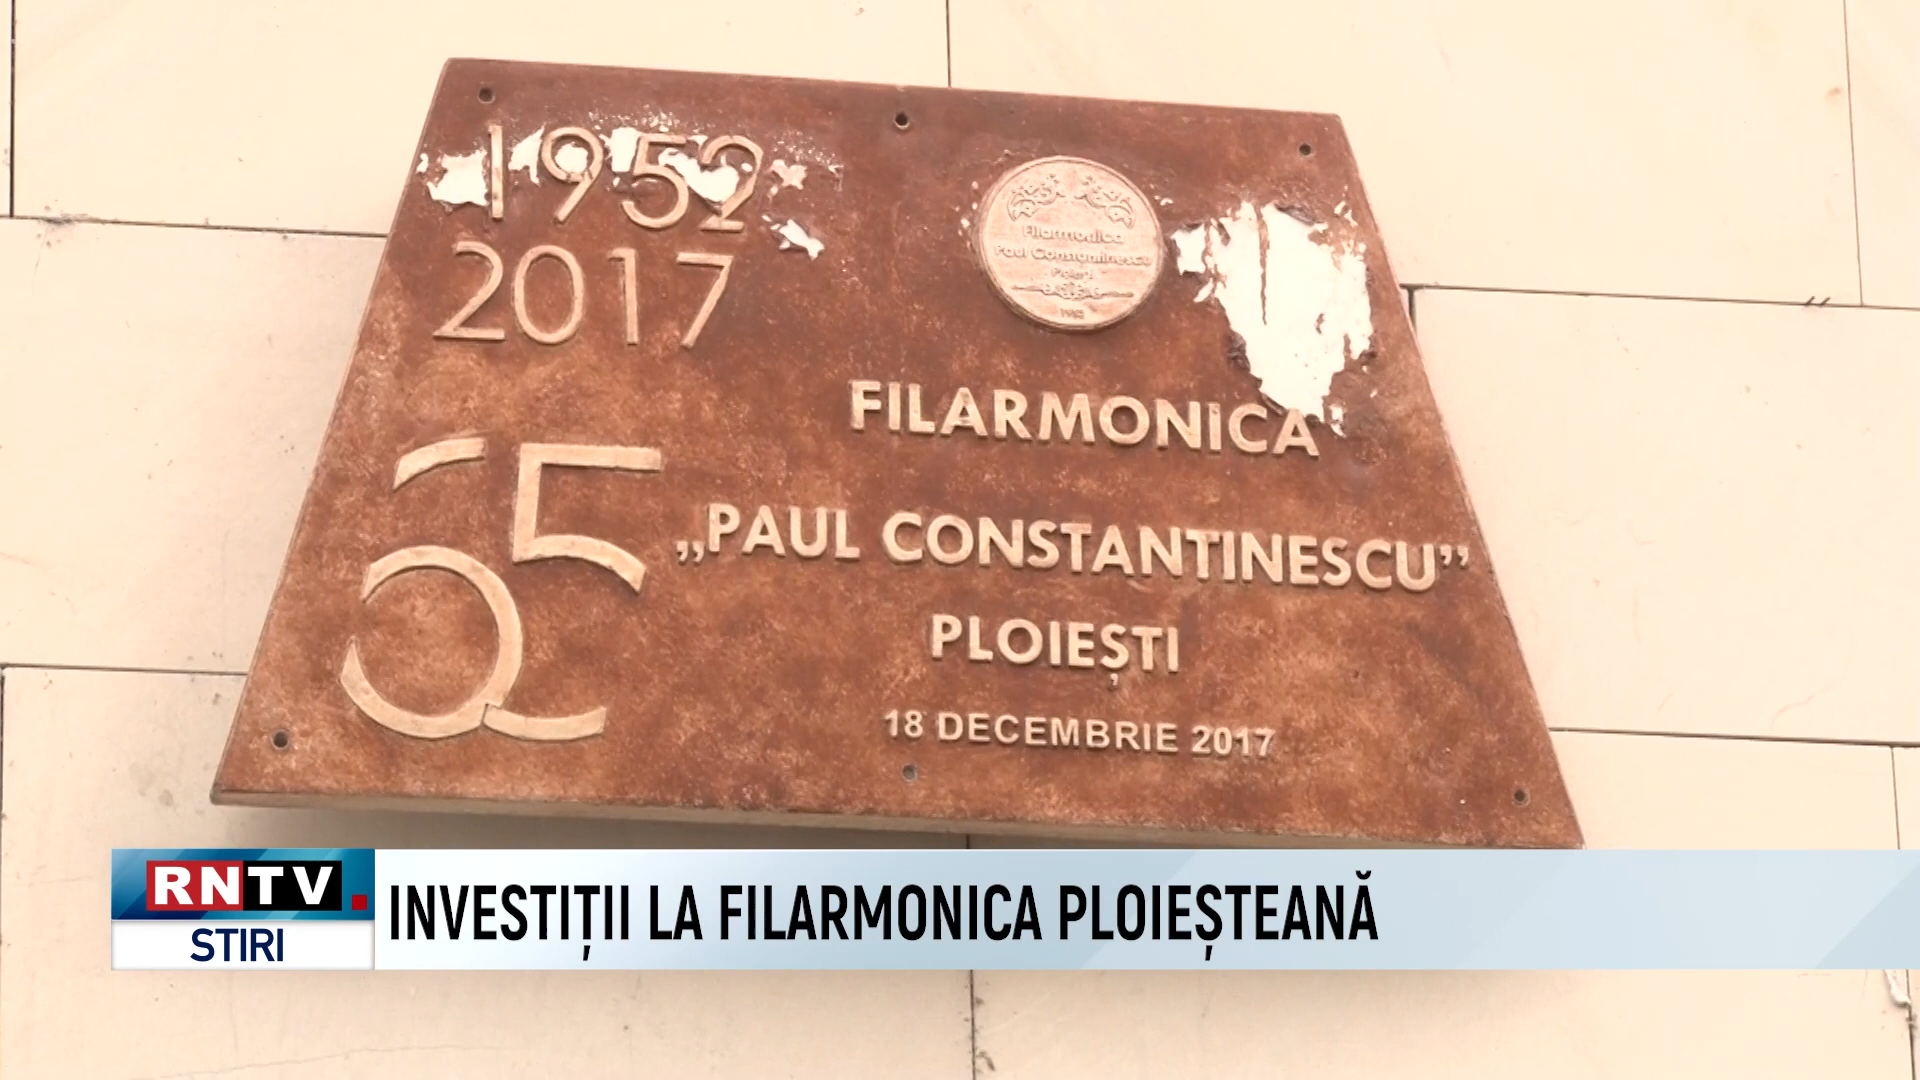 1952
2017
65
Filarmonica
Paul Constantinescu
FILARMONICA
„PAUL CONSTANTINESCU”
PLOIEȘTI
18 DECEMBRIE 2017
RNTV.
STIRI
INVESTIȚII LA FILARMONICA PLOIEȘTEANĂ